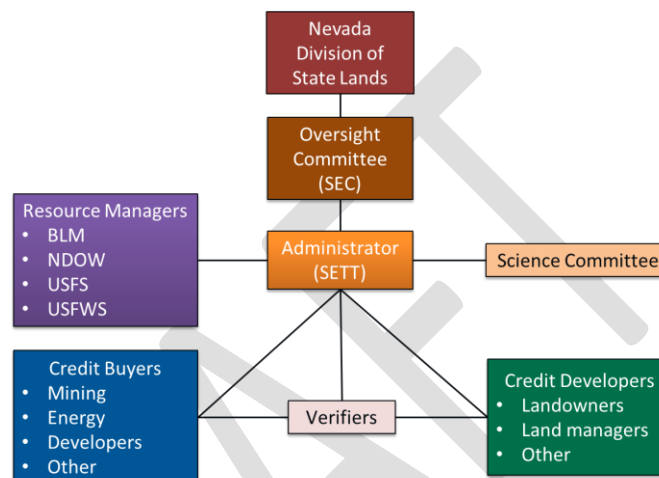 Nevada
Division of
State Lands
Oversight
Committee
(SEC)
Resource Managers
• BLM
• NDOW
• USFS
• USFWS
Administrator
(SETT)
Science Committee
Credit Buyers
• Mining
• Energy
• Developers
• Other
Verifiers
Credit Developers
• Landowners
• Land managers
• Other